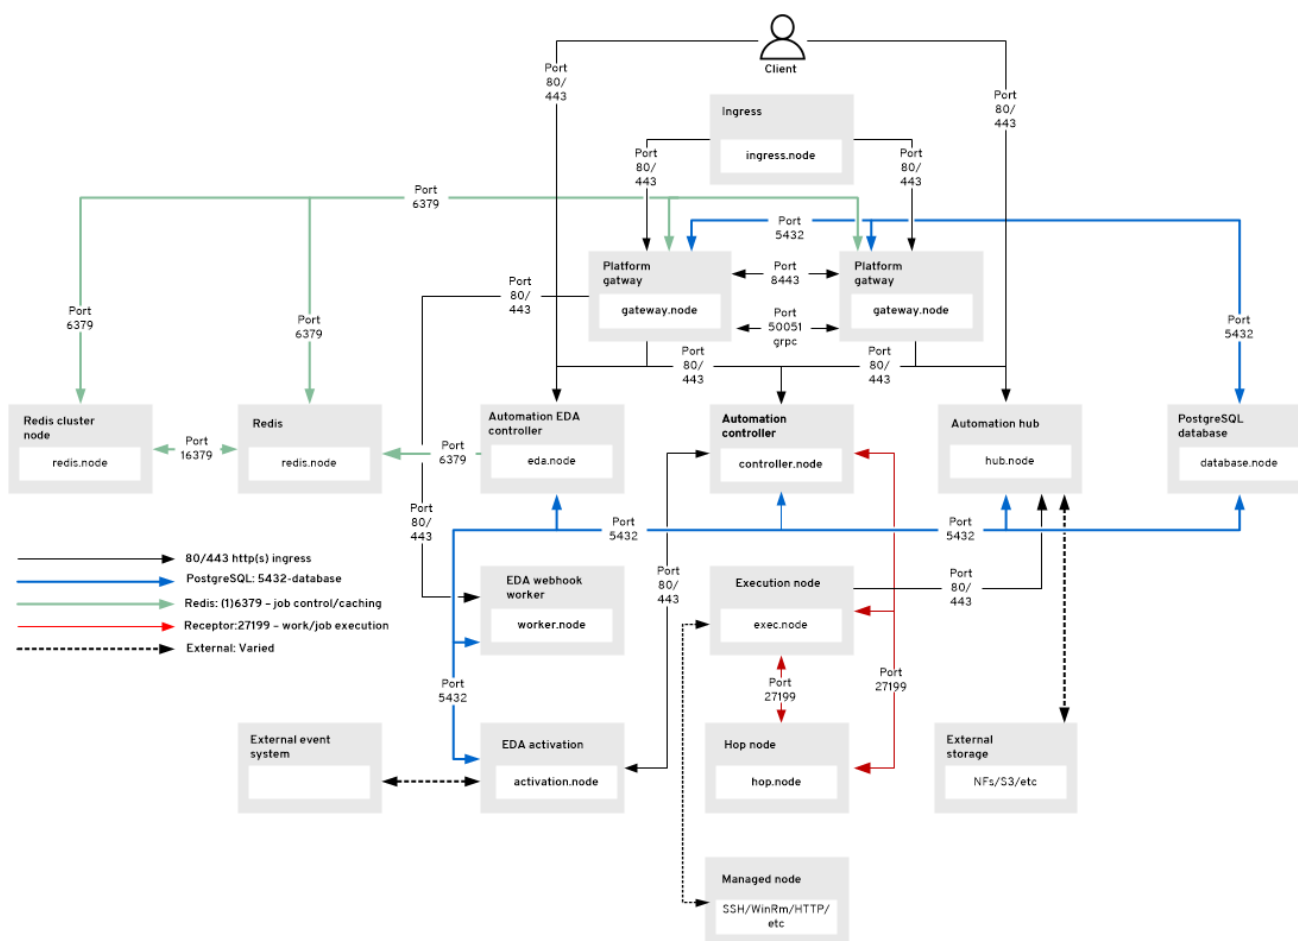 Client
Port
80/
443
Port
80/
443
Ingress
ingress.node
Port
80/
443
Port
80/
443
Port
6379
Port
5432
Platform
gatway
gateway.node
Port
8443
Port
50051
grpc
Platform
gatway
gateway.node
Port
80/
443
Port
6379
Port
6379
Port
5432
Port
80/
443
Port
80/
443
Redis cluster
node
redis.node
Port
16379
Redis
redis.node
Port
6379
Automation EDA
controller
eda.node
Automation
controller
controller.node
Automation hub
hub.node
PostgreSQL
database
database.node
Port
80/
443
Port
5432
Port
5432
80/443 http(s) ingress
PostgreSQL: 5432-database
Redis: (1)6379 – job control/caching
Receptor:27199 – work/job execution
External: Varied
EDA webhook
worker
worker.node
Port
80/
443
Execution node
exec.node
Port
80/
443
Port
5432
Port
27199
Port
27199
External event
system
EDA activation
activation.node
Hop node
hop.node
External
storage
NFs/S3/etc
Managed node
SSH/WinRm/HTTP/
etc